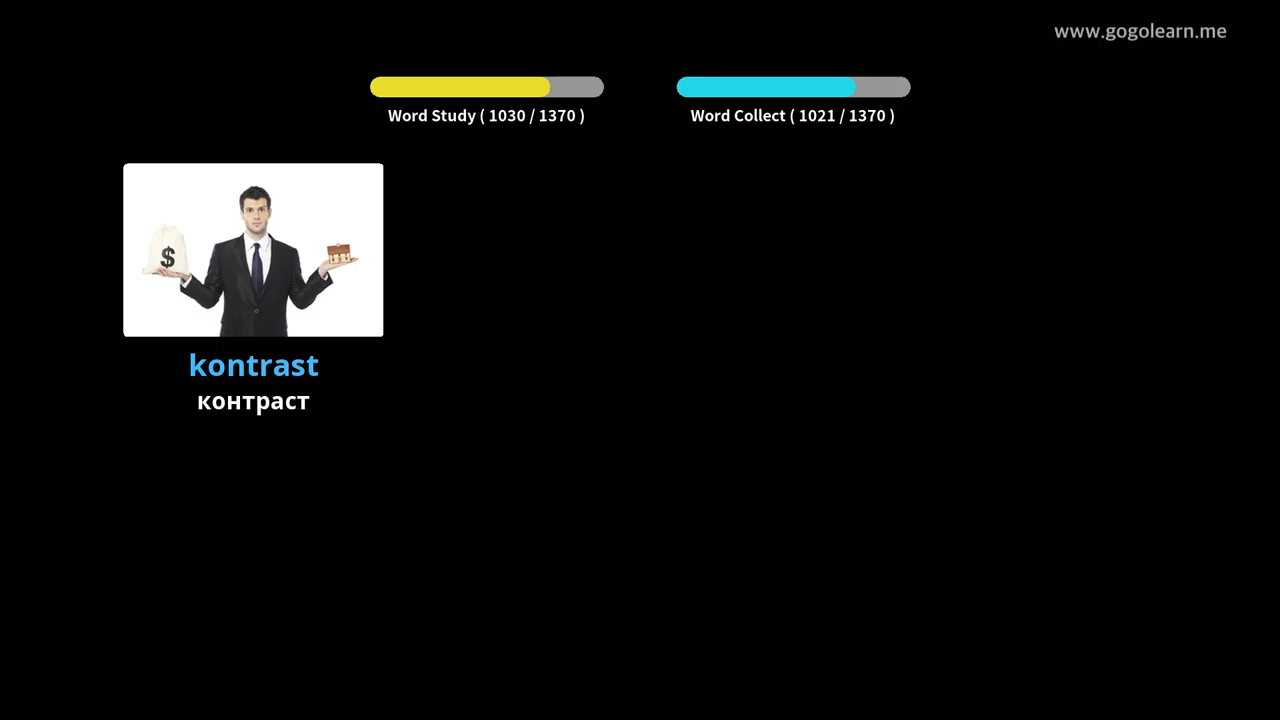 www.gogolearn.me
Word Study ( 1030 / 1370 )
Word Collect ( 1021 / 1370 )
$
kontrast
контраст